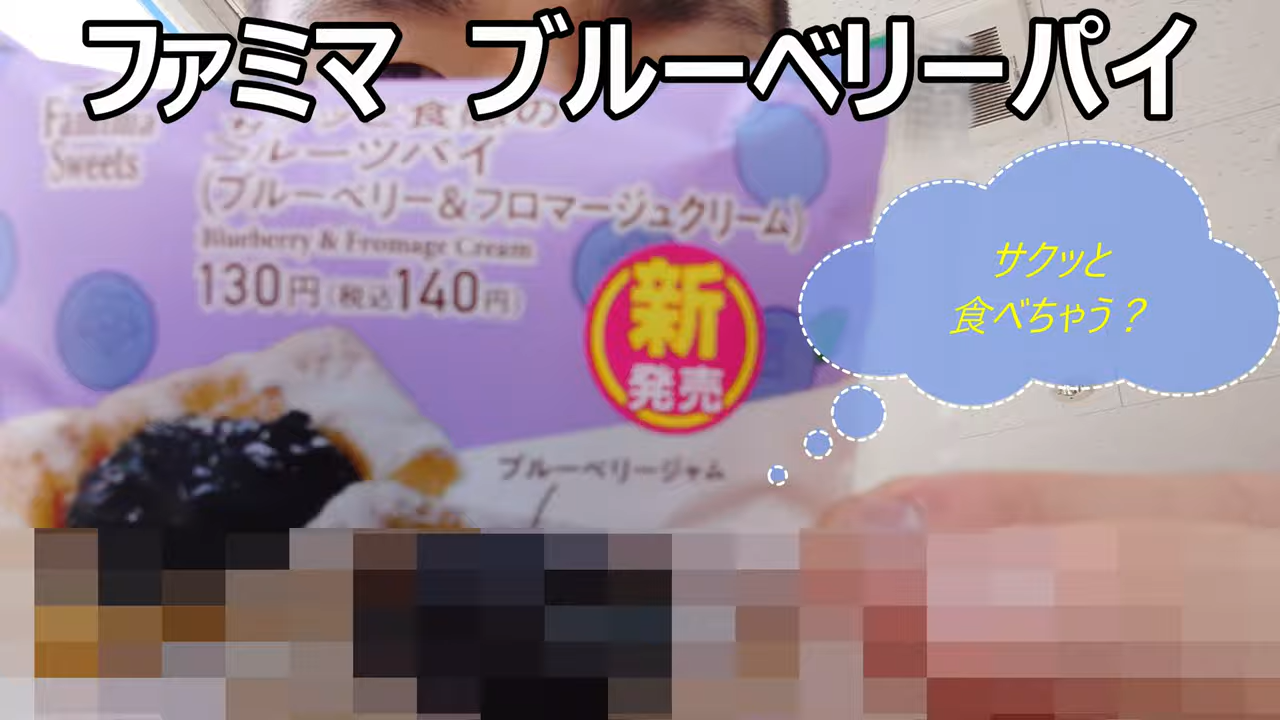 ファミマ ブルーベリーパイ
Famima
Sweets
食感の
フルーツパイ
(ブルーベリー&フロマージュクリーム)
Blueberry & Fromage Cream
130円(税込140円)
新
発売
サクッと
食べちゃう？
ブルーベリージャム